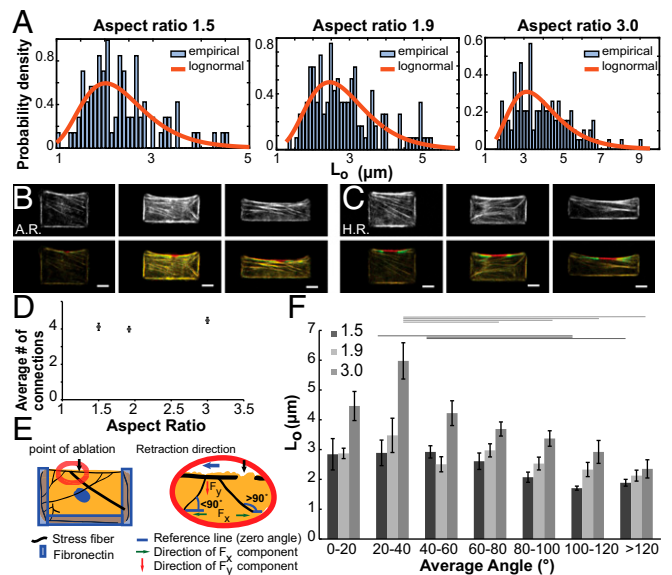 A
Aspect ratio 1.5
Aspect ratio 1.9
Aspect ratio 3.0
Probability density
0.8
0.4
0
1
3
5
empirical
lognormal
0.8
0.4
0
1
3
5
empirical
lognormal
0.8
0.4
0
1
3
5
7
9
empirical
lognormal
Lo (μm)
B
A.R.
C
H.R.
D
Average # of
connections
6
4
2
0
1
1.5
2
2.5
3
3.5
Aspect Ratio
E
point of ablation
Retraction direction
Fy
<90°
>90°
Fx
Stress fiber
Fibronectin
Reference line (zero angle)
Direction of Fx component
Direction of Fy component
F
1.5
1.9
3.0
Lo (μm)
7
6
5
4
3
2
1
0
0-20
20-40
40-60
60-80
80-100
100-120
>120
Average Angle (°)